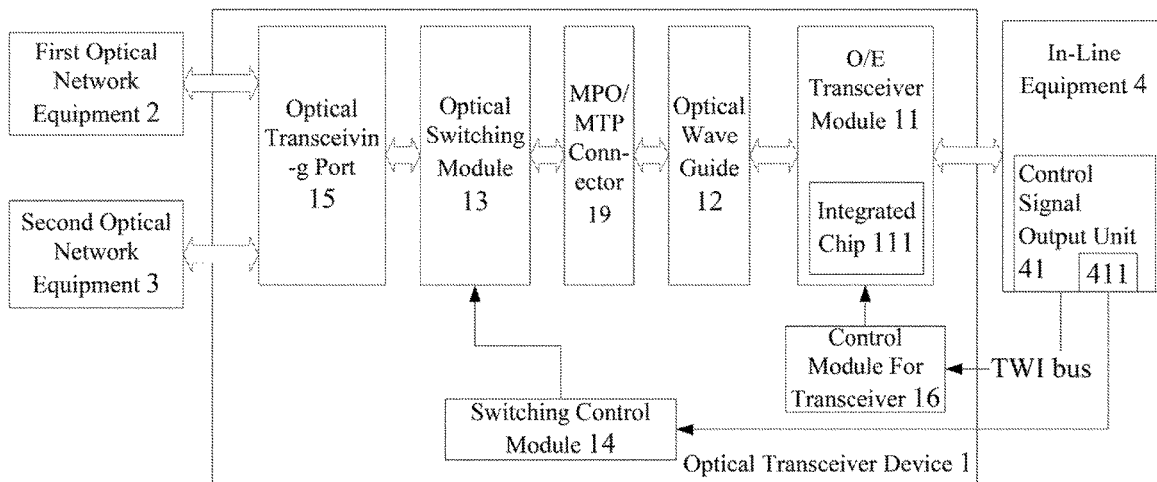 First Optical
Network
Equipment 2
Second Optical
Network
Equipment 3
Optical
Transceivin
-g Port
15
Optical
Switching
Module
13
MPO/
MTP
Conn-
ector
19
Optical
Wave
Guide
12
O/E
Transceiver
Module 11
Integrated
Chip 111
In-Line
Equipment 4
Control
Signal
Output Unit
41
411
Control
Module For
Transceiver 16
TWI bus
Switching Control
Module 14
Optical Transceiver Device 1